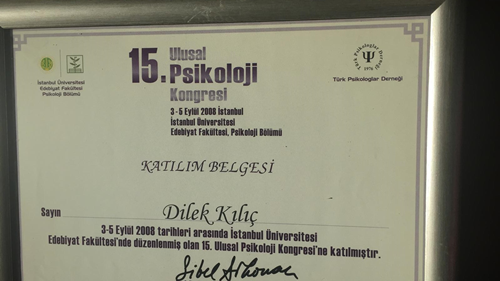 15. Ulusal
Psikoloji
Kongresi
3-5 Eylül 2008 İstanbul
İstanbul Üniversitesi
Edebiyat Fakültesi, Psikoloji Bölümü
İstanbul Üniversitesi
Edebiyat Fakültesi
Psikoloji Bölümü
Türk Psikologlar Derneği
KATILIM BELGESİ
Sayın Dilek Kılıç
3-5 Eylül 2008 tarihleri arasında İstanbul Üniversitesi
Edebiyat Fakültesi'nde düzenlenmiş olan 15. Ulusal Psikoloji Kongresi'ne katılmıştır.